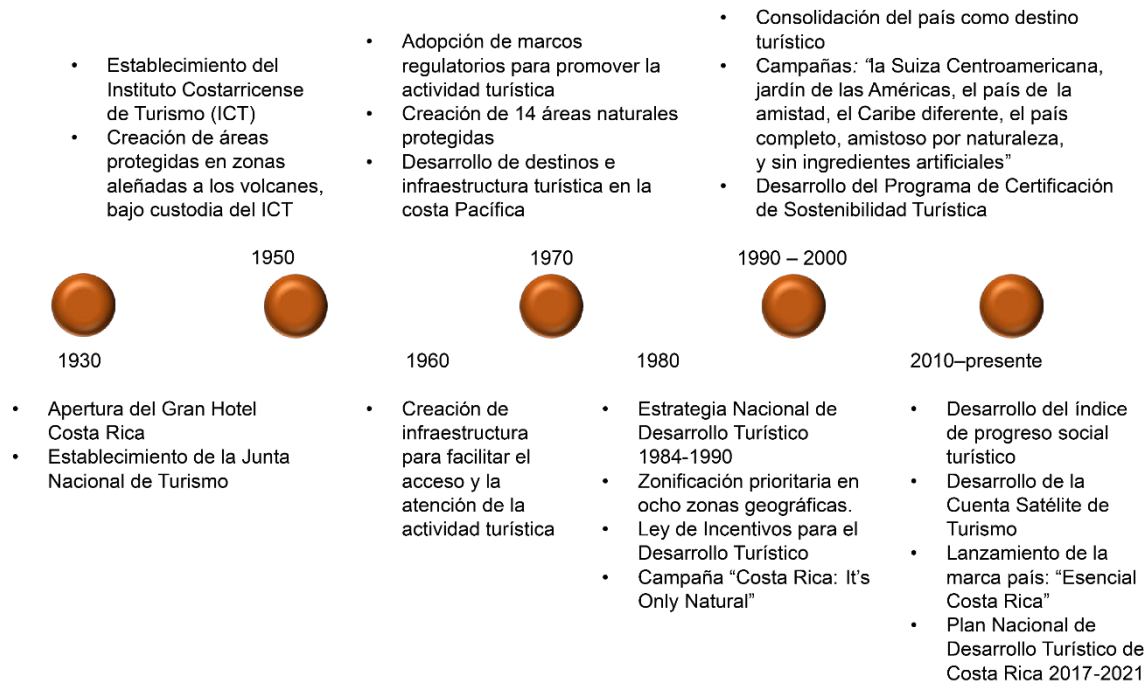 • Establecimiento del
Instituto Costarricense
de Turismo (ICT)
• Creación de áreas
protegidas en zonas
aleñadas a los volcanes,
bajo custodia del ICT
• Adopción de marcos
regulatorios para promover la
actividad turística
• Creación de 14 áreas naturales
protegidas
• Desarrollo de destinos e
infraestructura turística en la
costa Pacífica
• Consolidación del país como destino
turístico
• Campañas: “la Suiza Centroamericana,
jardín de las Américas, el país de la
amistad, el Caribe diferente, el país
completo, amistoso por naturaleza,
y sin ingredientes artificiales”
• Desarrollo del Programa de Certificación
de Sostenibilidad Turística
1950
1970
1990 – 2000
1930
1960
1980
2010–presente
• Apertura del Gran Hotel
Costa Rica
• Establecimiento de la Junta
Nacional de Turismo
• Creación de
infraestructura
para facilitar el
acceso y la
atención de la
actividad turística
• Estrategia Nacional de
Desarrollo Turístico
1984-1990
• Zonificación prioritaria en
ocho zonas geográficas.
• Ley de Incentivos para el
Desarrollo Turístico
• Campaña “Costa Rica: It’s
Only Natural”
• Desarrollo del índice
de progreso social
turístico
• Desarrollo de la
Cuenta Satélite de
Turismo
• Lanzamiento de la
marca país: “Esencial
Costa Rica”
• Plan Nacional de
Desarrollo Turístico de
Costa Rica 2017-2021